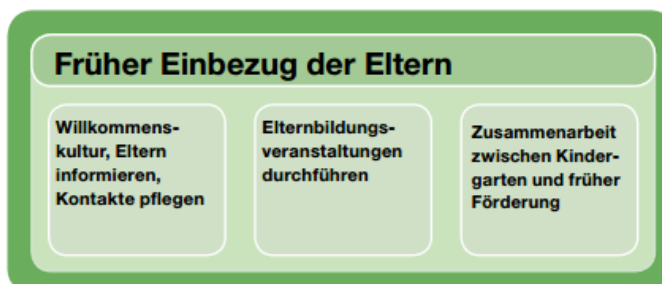 Früher Einbezug der Eltern
Willkommens-
kultur, Eltern
informieren,
Kontakte pflegen
Elternbildungs-
veranstaltungen
durchführen
Zusammenarbeit
zwischen Kinder-
garten und früher
Förderung